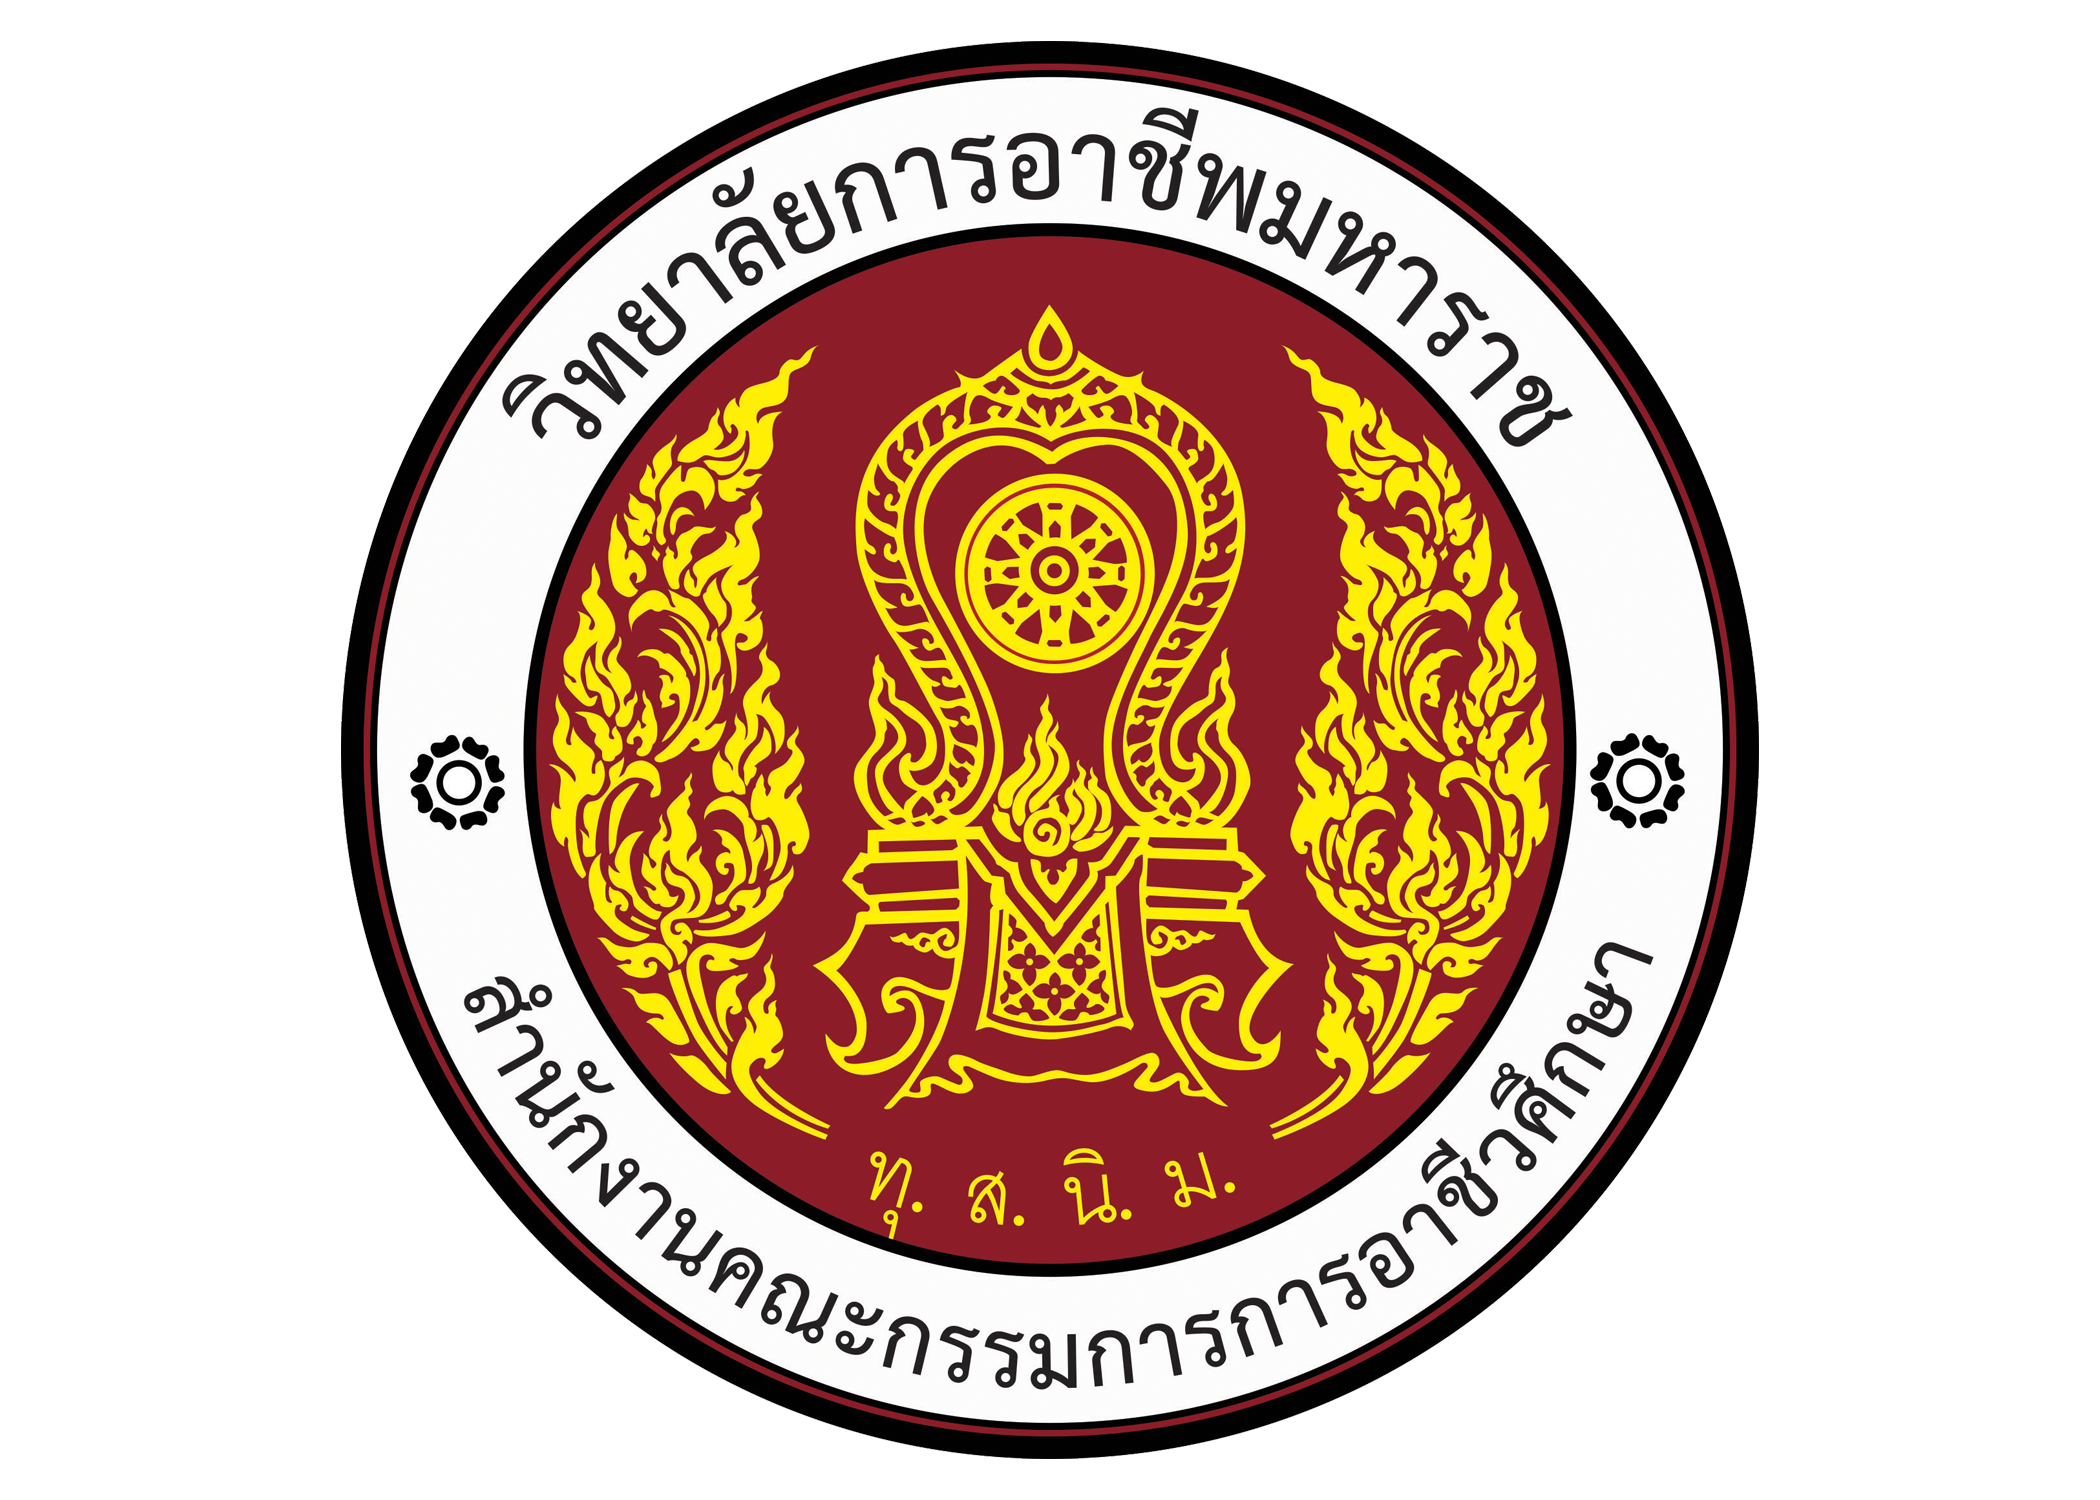 วิทยาลัยการอาชีพมหาราช
ทุ. ส. นิ. ม.
สำนักงานคณะกรรมการการอาชีวศึกษา